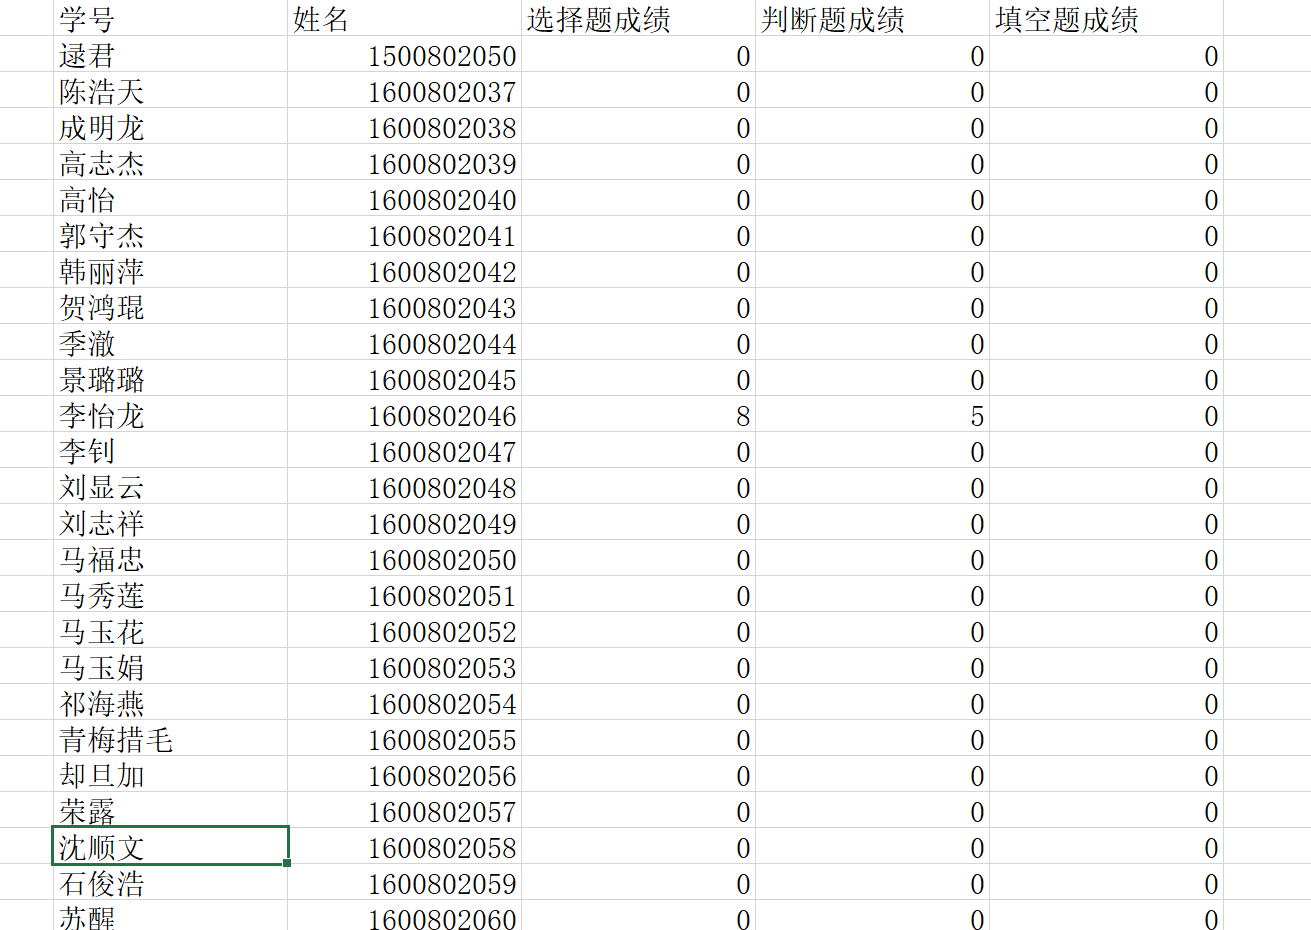 学号 姓名 选择题成绩 判断题成绩 填空题成绩
逯君 1500802050 0 0 0
陈浩天 1600802037 0 0 0
成明龙 1600802038 0 0 0
高志杰 1600802039 0 0 0
高怡 1600802040 0 0 0
郭守杰 1600802041 0 0 0
韩丽萍 1600802042 0 0 0
贺鸿琨 1600802043 0 0 0
季澈 1600802044 0 0 0
景璐璐 1600802045 0 0 0
李怡龙 1600802046 8 5 0
李钊 1600802047 0 0 0
刘显云 1600802048 0 0 0
刘志祥 1600802049 0 0 0
马福忠 1600802050 0 0 0
马秀莲 1600802051 0 0 0
马玉花 1600802052 0 0 0
马玉娟 1600802053 0 0 0
祁海燕 1600802054 0 0 0
青梅措毛 1600802055 0 0 0
却旦加 1600802056 0 0 0
荣露 1600802057 0 0 0
沈顺文 1600802058 0 0 0
石俊浩 1600802059 0 0 0
苏醒 1600802060 0 0 0